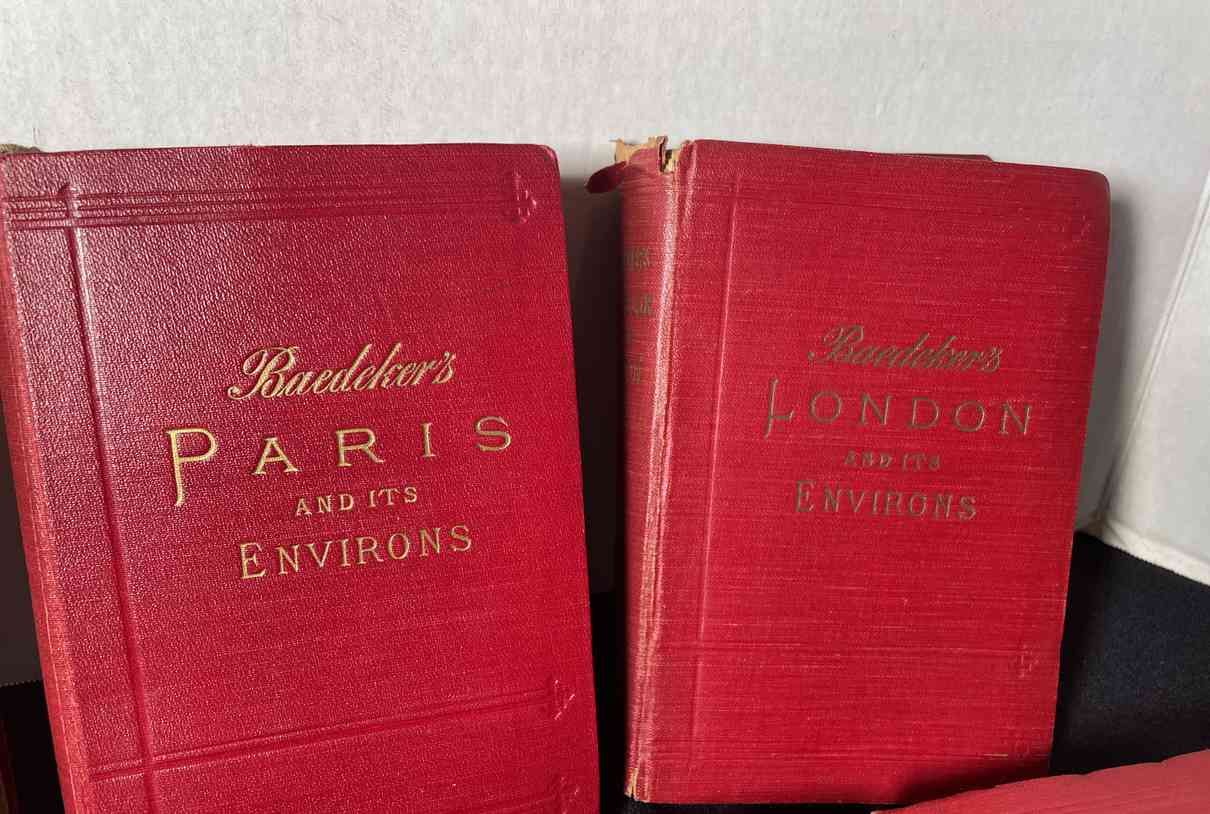 Baedeker's
PARIS
AND ITS
ENVIRONS
Baedeker's
LONDON
AND ITS
ENVIRONS